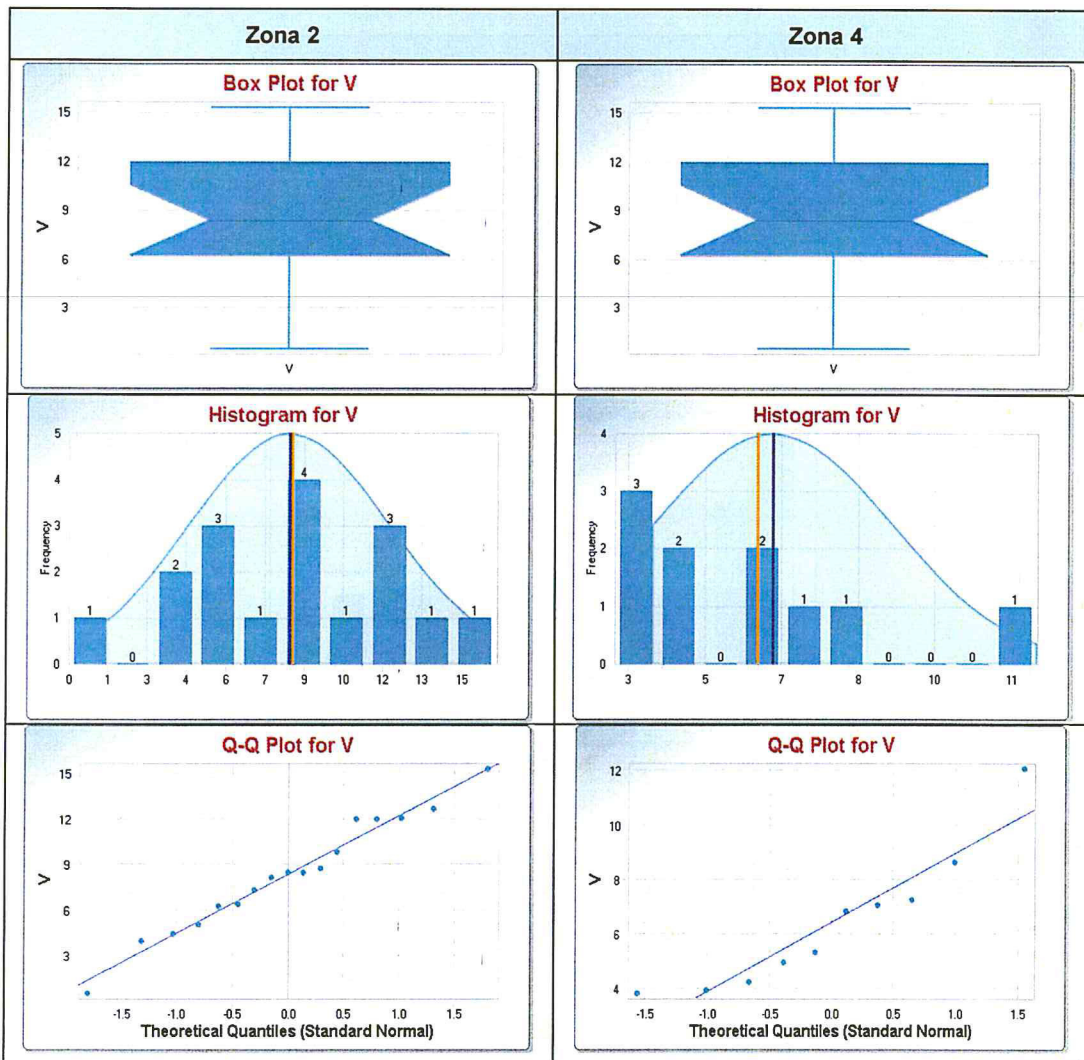 Zona 2
Zona 4
Box Plot for V
15
12
9
6
3
V
V
Box Plot for V
15
12
9
6
3
V
V
Histogram for V
5
4
3
2
1
0
Frequency
1
0
2
3
1
4
1
3
1
1
0 1 3 4 6 7 9 10 12 13 15
Histogram for V
4
3
2
1
0
Frequency
3
2
0
2
1
1
0
0
0
1
3 5 7 8 10 11
Q-Q Plot for V
15
12
9
6
3
V
-1.5 -1.0 -0.5 0.0 0.5 1.0 1.5
Theoretical Quantiles (Standard Normal)
Q-Q Plot for V
12
10
8
6
4
V
-1.5 -1.0 -0.5 0.0 0.5 1.0 1.5
Theoretical Quantiles (Standard Normal)